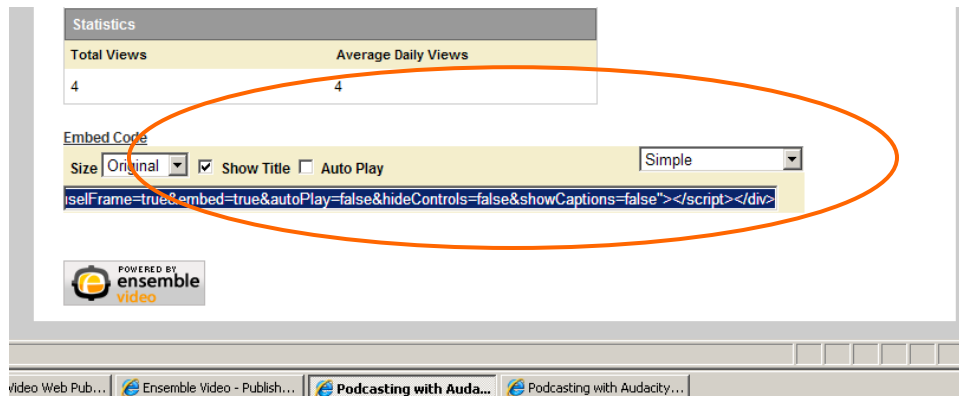 Statistics
Total Views Average Daily Views
4 4
Embed Code
Size Original Show Title Auto Play Simple
iselFrame=true&embed=true&autoPlay=false&hideControls=false&showCaptions=false"></script></div>
POWERED BY
ensemble
video
Video Web Pub... Ensemble Video - Publish... Podcasting with Auda... Podcasting with Audacity...